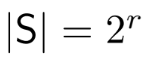 |S| = 2^r